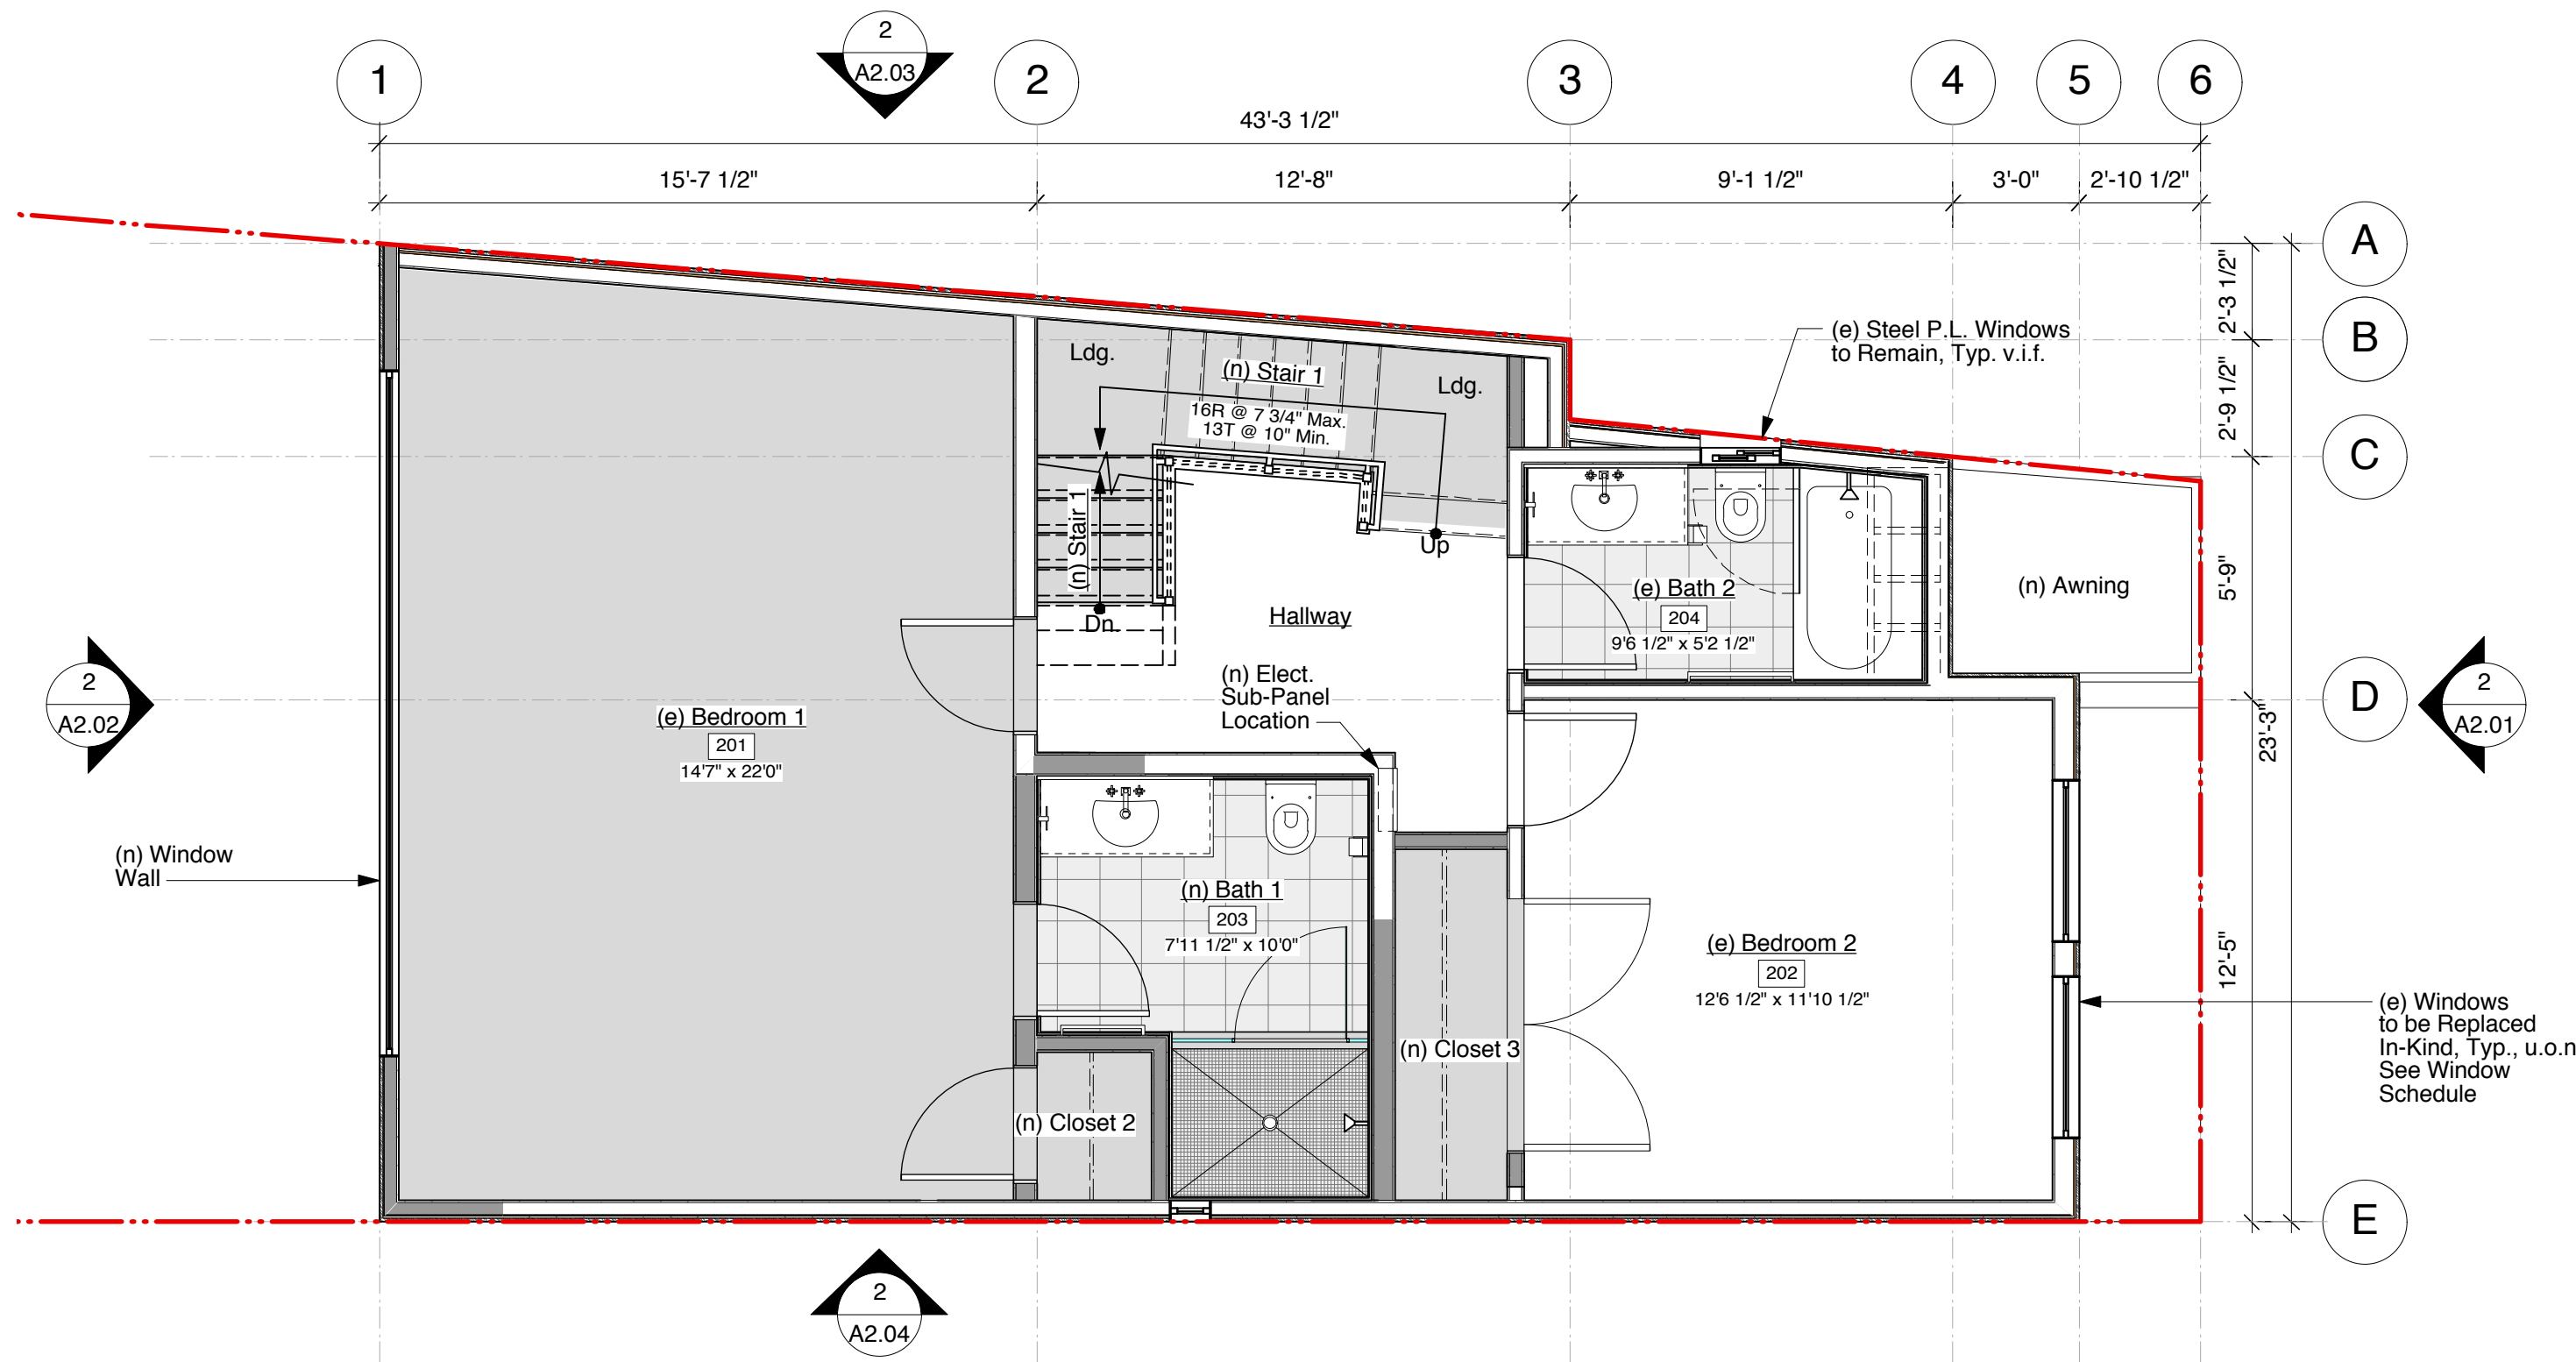 2
A2.03
1
2
3
4
5
6
43'-3 1/2"
15'-7 1/2"
12'-8"
9'-1 1/2"
3'-0"
2'-10 1/2"
A
B
C
D
E
2'-3 1/2"
2'-9 1/2"
5'-9"
12'-5"
23'-3"
(e) Steel P.L. Windows
to Remain, Typ. v.i.f.
Ldg.
(n) Stair 1
Ldg.
16R @ 7 3/4" Max.
13T @ 10" Min.
(n) Stair 1
Up
Dn.
Hallway
(e) Bath 2
204
9'6 1/2" x 5'2 1/2"
(n) Awning
(n) Elect.
Sub-Panel
Location
2
A2.02
(e) Bedroom 1
201
14'7" x 22'0"
2
A2.01
(n) Window
Wall
(n) Bath 1
203
7'11 1/2" x 10'0"
(e) Bedroom 2
202
12'6 1/2" x 11'10 1/2"
(e) Windows
to be Replaced
In-Kind, Typ., u.o.n
See Window
Schedule
(n) Closet 3
(n) Closet 2
2
A2.04